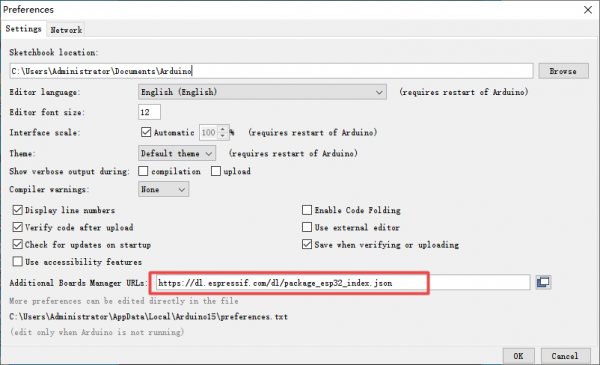 Preferences
Settings Network
Sketchbook location:
C:\Users\Administrator\Documents\Arduino Browse
Editor language: English (English) (requires restart of Arduino)
Editor font size: 12
Interface scale: Automatic 100 % (requires restart of Arduino)
Theme: Default theme (requires restart of Arduino)
Show verbose output during: compilation upload
Compiler warnings: None
Display line numbers Enable Code Folding
Verify code after upload Use external editor
Check for updates on startup Save when verifying or uploading
Use accessibility features
Additional Boards Manager URLs: https://dl.espressif.com/dl/package_esp32_index.json
More preferences can be edited directly in the file
C:\Users\Administrator\AppData\Local\Arduino15\preferences.txt
(edit only when Arduino is not running)
OK Cancel